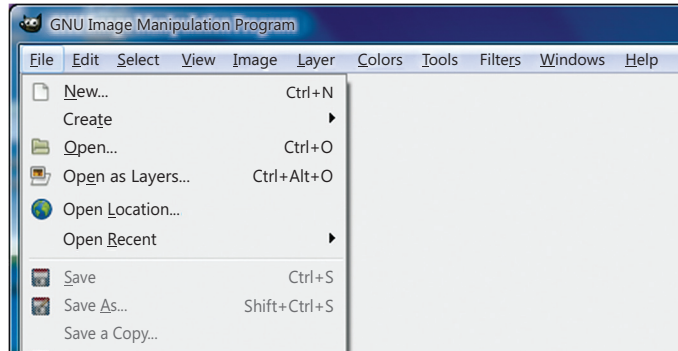 GNU Image Manipulation Program
File Edit Select View Image Layer Colors Tools Filters Windows Help
New... Ctrl+N
Create
Open... Ctrl+O
Open as Layers... Ctrl+Alt+O
Open Location...
Open Recent
Save Ctrl+S
Save As... Shift+Ctrl+S
Save a Copy...